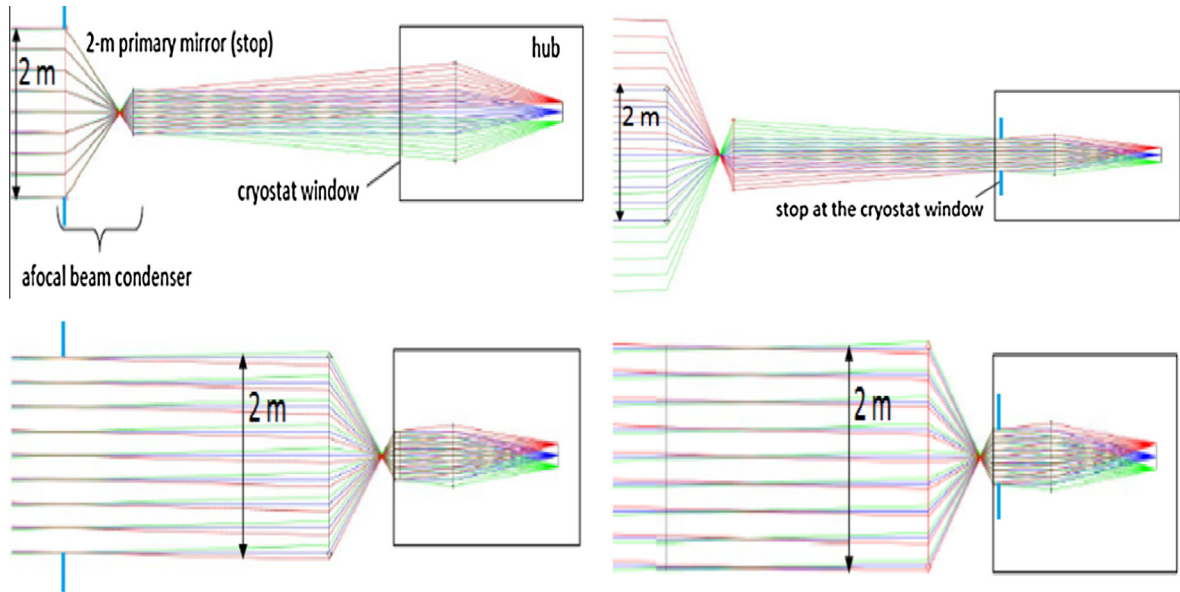 2-m primary mirror (stop)
2 m
hub
cryostat window
afocal beam condenser
2 m
stop at the cryostat window
2 m
2 m